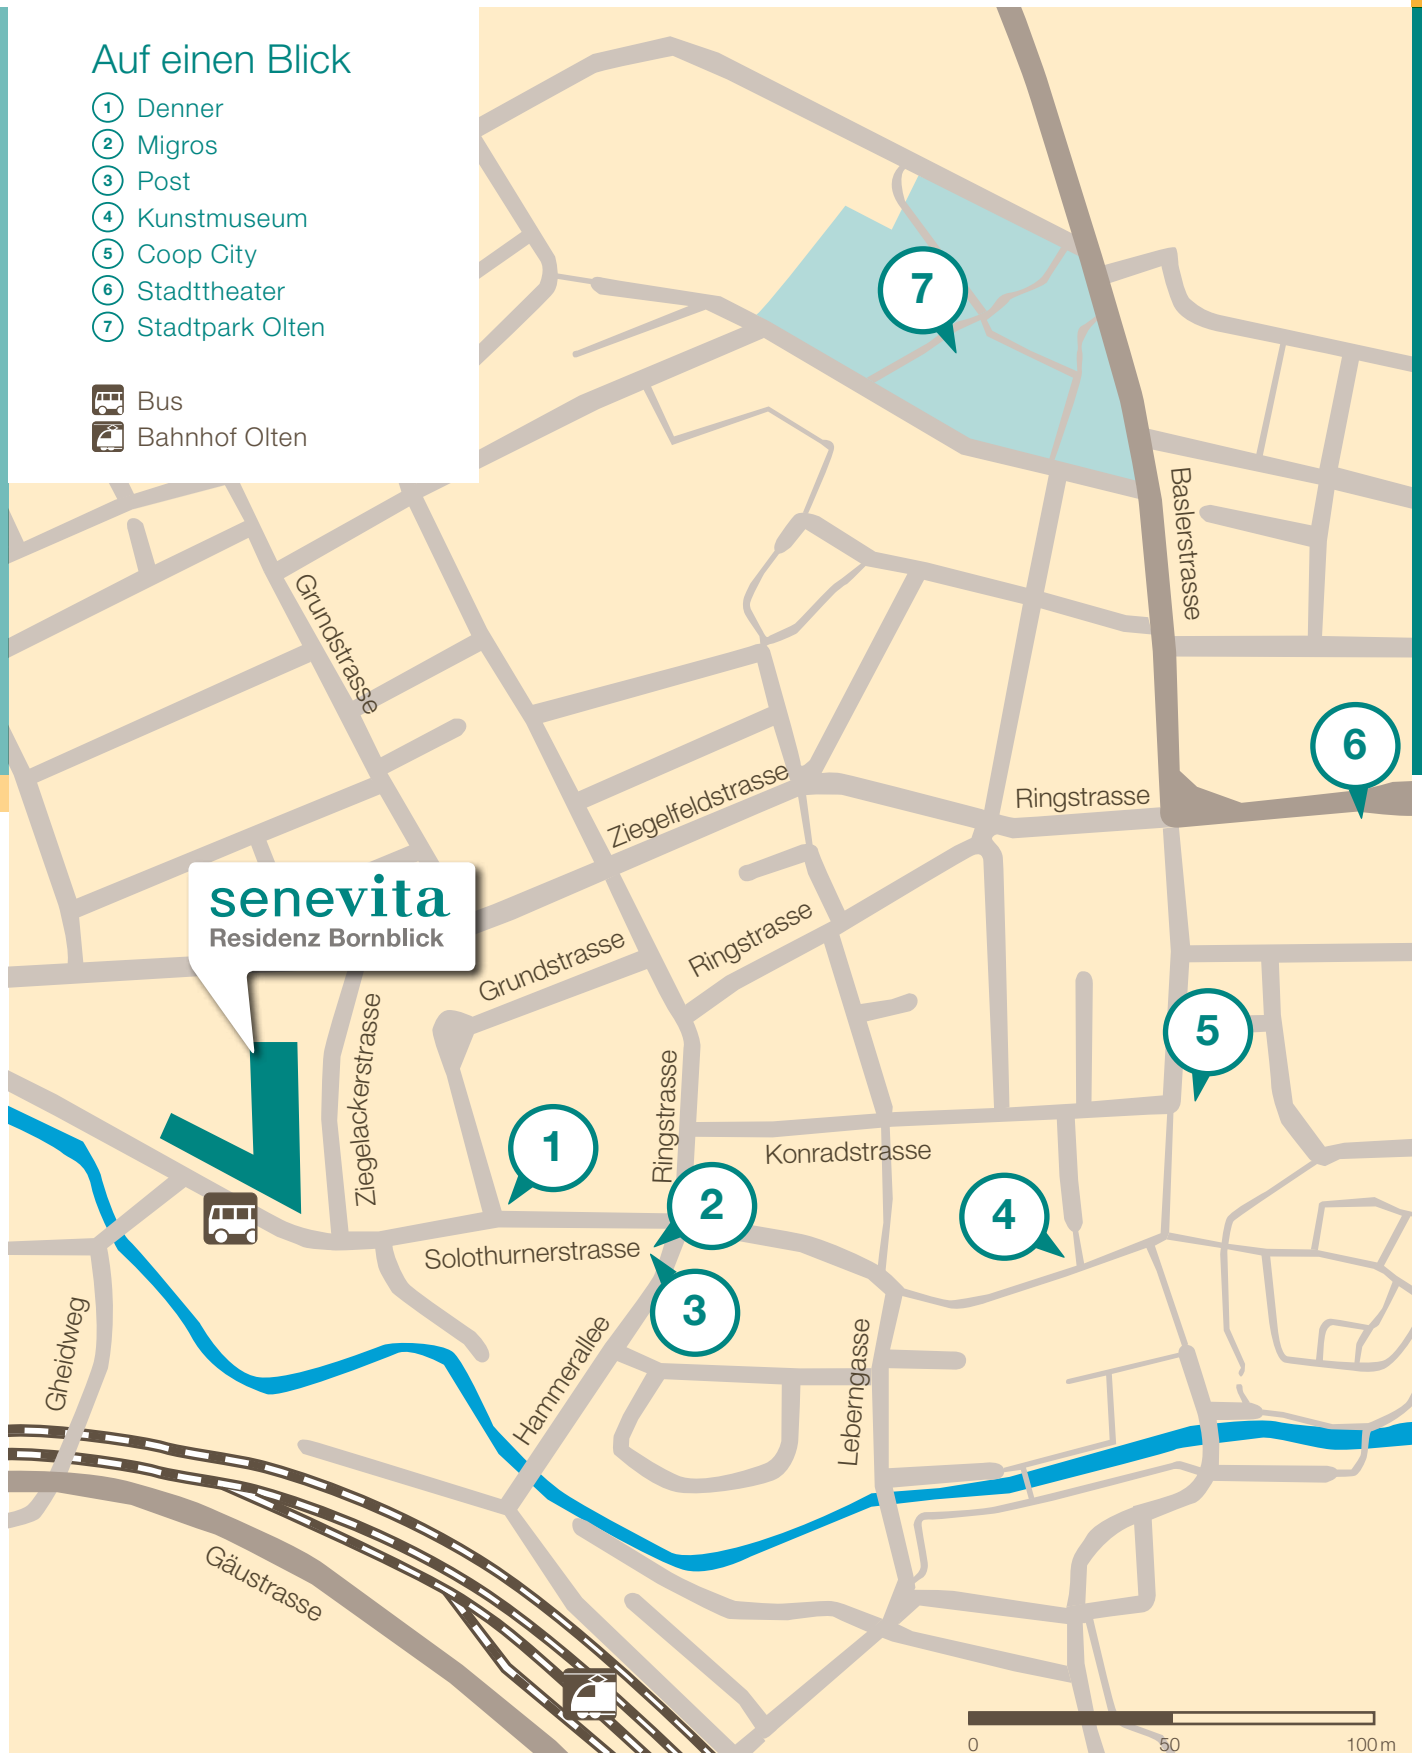 Auf einen Blick
1 Denner
2 Migros
3 Post
4 Kunstmuseum
5 Coop City
6 Stadttheater
7 Stadtpark Olten
Bus
Bahnhof Olten
7
Baslerstrasse
Grundstrasse
6
Ziegelfeldstrasse
Ringstrasse
senevita
Residenz Bornblick
Grundstrasse
Ringstrasse
Ziegelackerstrasse
5
Ringstrasse
1
Konradstrasse
2
4
Solothurnerstrasse
3
Gheidweg
Hammerallee
Leberngasse
Gäustrasse
0 50 100 m